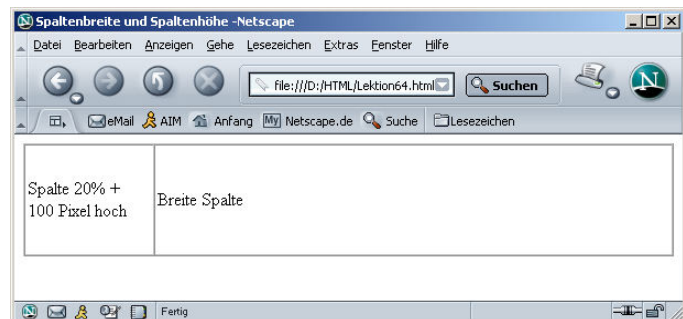 Spaltenbreite und Spaltenhöhe -Netscape
Datei Bearbeiten Anzeigen Gehe Lesezeichen Extras Fenster Hilfe
file:///D:/HTML/Lektion64.html Suchen N
eMail AIM Anfang My Netscape.de Suche Lesezeichen
Spalte 20% +
100 Pixel hoch
Breite Spalte
Fertig